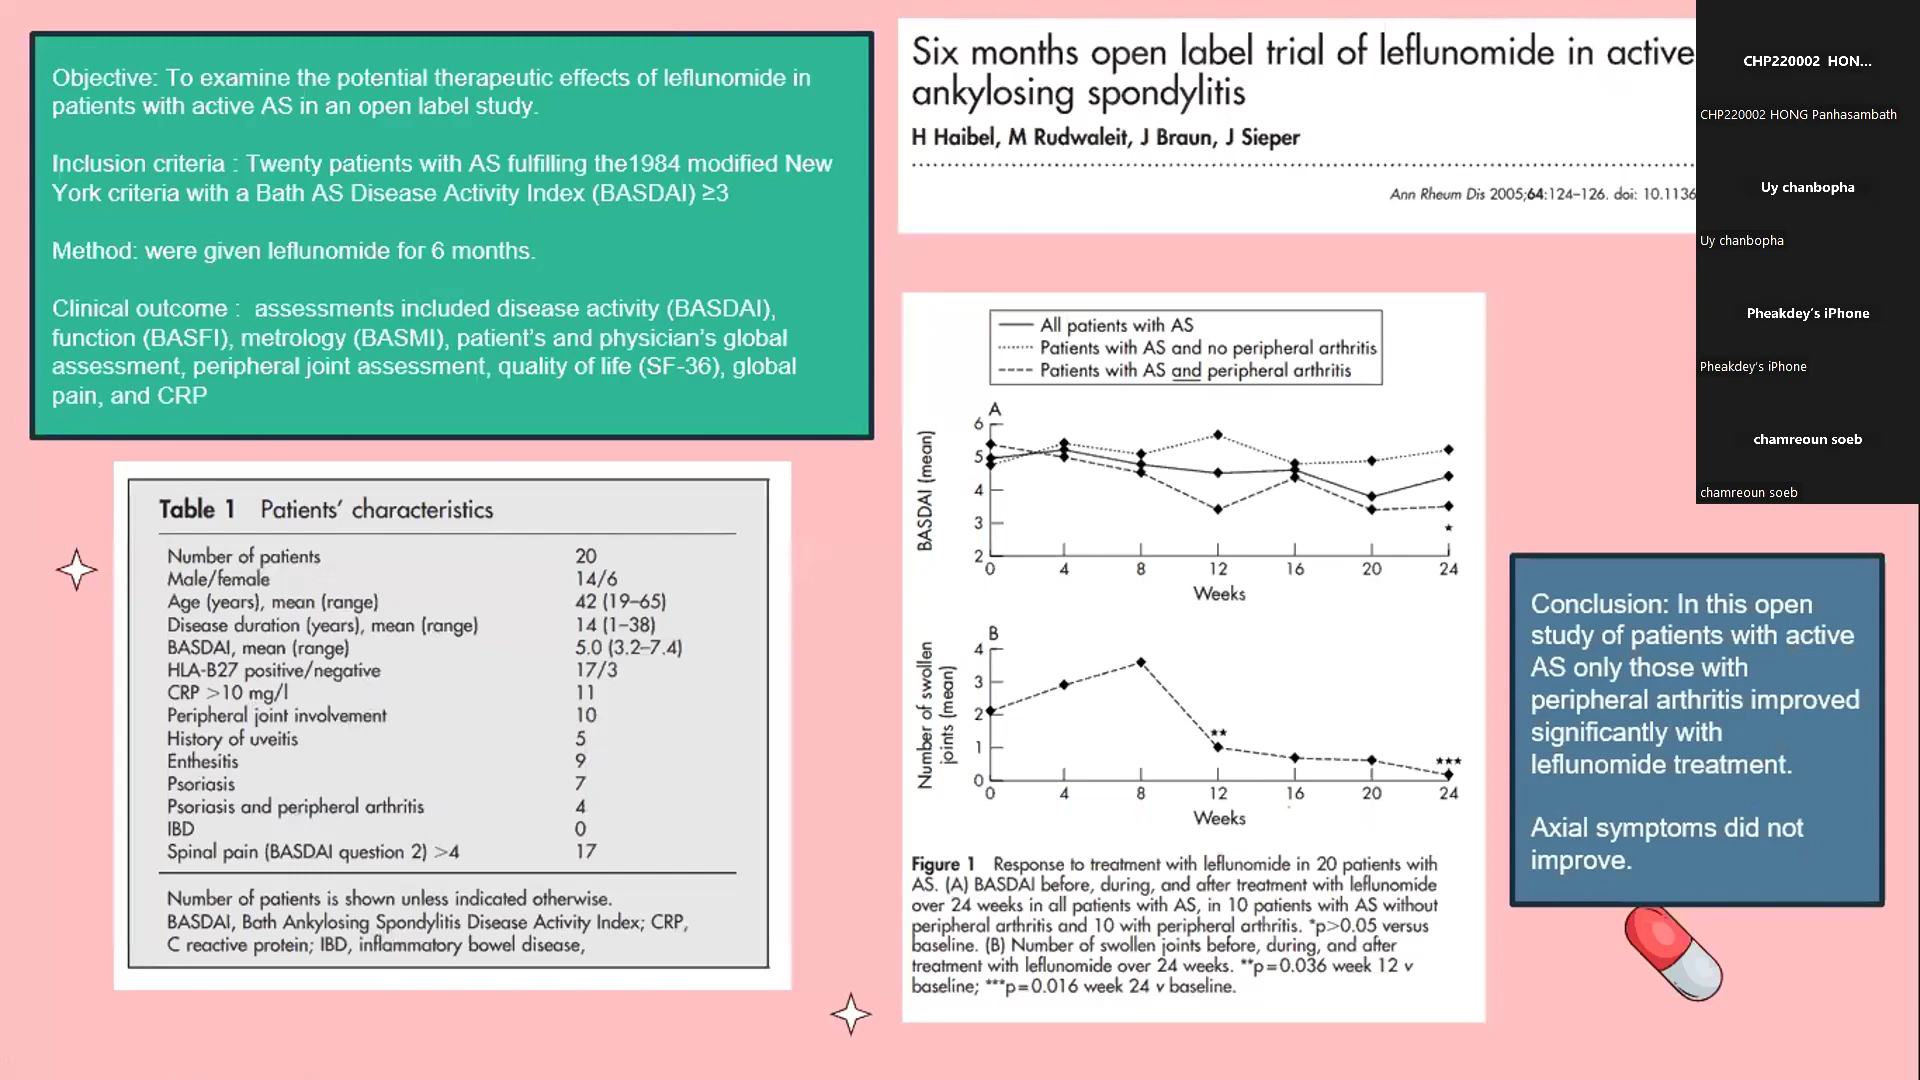 Objective: To examine the potential therapeutic effects of leflunomide in
patients with active AS in an open label study.
Inclusion criteria : Twenty patients with AS fulfilling the1984 modified New
York criteria with a Bath AS Disease Activity Index (BASDAI) ≥3
Method: were given leflunomide for 6 months.
Clinical outcome :  assessments included disease activity (BASDAI),
function (BASFI), metrology (BASMI), patient's and physician's global
assessment, peripheral joint assessment, quality of life (SF-36), global
pain, and CRP
Six months open label trial of leflunomide in active
ankylosing spondylitis
H Haibel, M Rudwaleit, J Braun, J Sieper
Ann Rheum Dis 2005;64:124–126. doi: 10.1136
CHP220002 HON...
CHP220002 HONG Panhasambath
Uy chanbopha
Uy chanbopha
Pheakdey's iPhone
Pheakdey's iPhone
chamreoun soeb
chamreoun soeb
Table 1 Patients' characteristics
Number of patients 20
Male/female 14/6
Age (years), mean (range) 42 (19–65)
Disease duration (years), mean (range) 14 (1–38)
BASDAI, mean (range) 5.0 (3.2–7.4)
HLA-B27 positive/negative 17/3
CRP >10 mg/l 11
Peripheral joint involvement 10
History of uveitis 5
Enthesitis 9
Psoriasis 7
Psoriasis and peripheral arthritis 4
IBD 0
Spinal pain (BASDAI question 2) >4 17
Number of patients is shown unless indicated otherwise.
BASDAI, Bath Ankylosing Spondylitis Disease Activity Index; CRP,
C reactive protein; IBD, inflammatory bowel disease,
All patients with AS
Patients with AS and no peripheral arthritis
Patients with AS and peripheral arthritis
A
BASDAI (mean)
6
5
4
3
2
*
0 4 8 12 16 20 24
Weeks
B
Number of swollen
joints (mean)
4
3
2
1
0
**
***
0 4 8 12 16 20 24
Weeks
Figure 1 Response to treatment with leflunomide in 20 patients with
AS. (A) BASDAI before, during, and after treatment with leflunomide
over 24 weeks in all patients with AS, in 10 patients with AS without
peripheral arthritis and 10 with peripheral arthritis. *p>0.05 versus
baseline. (B) Number of swollen joints before, during, and after
treatment with leflunomide over 24 weeks. **p=0.036 week 12 v
baseline; ***p=0.016 week 24 v baseline.
Conclusion: In this open
study of patients with active
AS only those with
peripheral arthritis improved
significantly with
leflunomide treatment.
Axial symptoms did not
improve.